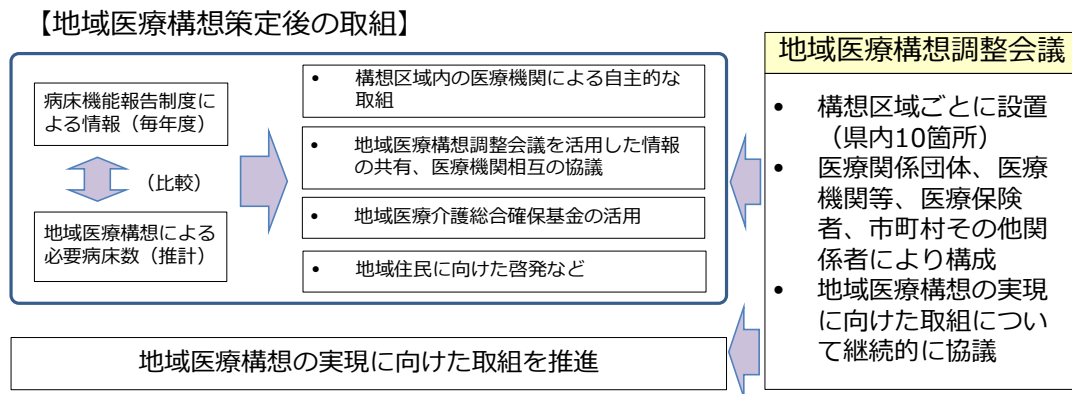 【地域医療構想策定後の取組】
病床機能報告制度に
よる情報（毎年度）
（比較）
地域医療構想による
必要病床数（推計）
• 構想区域内の医療機関による自主的な
取組
• 地域医療構想調整会議を活用した情報
の共有、医療機関相互の協議
• 地域医療介護総合確保基金の活用
• 地域住民に向けた啓発など
地域医療構想の実現に向けた取組を推進
地域医療構想調整会議
• 構想区域ごとに設置
（県内10箇所）
• 医療関係団体、医療
機関等、医療保険
者、市町村その他関
係者により構成
• 地域医療構想の実現
に向けた取組につい
て継続的に協議